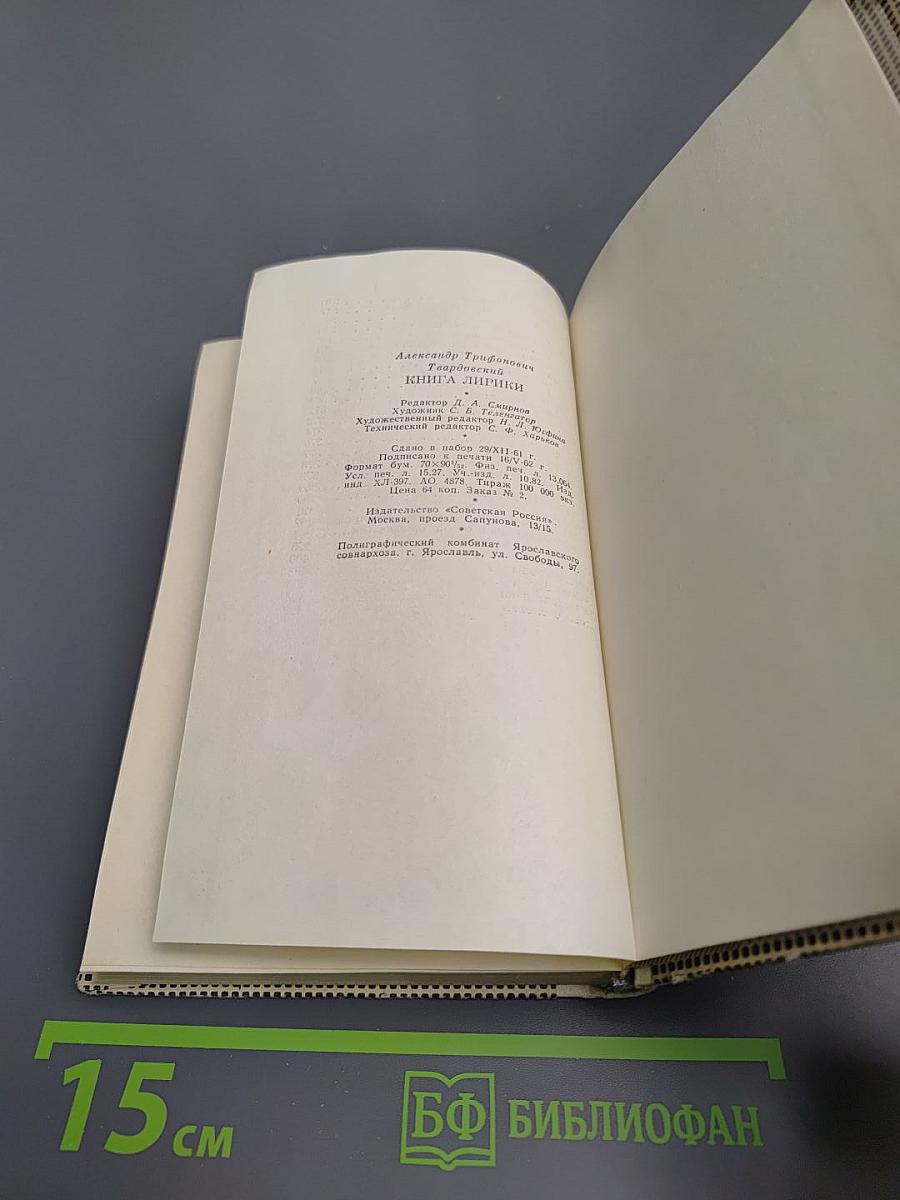 Александр Трифонович
Твардовский
КНИГА ЛИРИКИ
Редактор Д. А. Смирнов
Художник С. Б. Теленгатор
Художественный редактор Н. Л. Юсфина
Технический редактор С. Ф. Харьков
Сдано в набор 29/XII-61 г.
Подписано к печати 16/V-62 г.
Формат бум. 70×90¹/₃₂. Физ. печ. л. 13,064
Усл. печ. л. 15,27. Уч.-изд. л. 10,82. Изд.
инд. ХЛ-397. АО 4878. Тираж 100 000 экз.
Цена 64 коп. Заказ № 2.
Издательство «Советская Россия».
Москва, проезд Сапунова, 13/15.
Полиграфический комбинат Ярославского
совнархоза, г. Ярославль, ул. Свободы, 97.
15 см
БФ БИБЛИОФАН